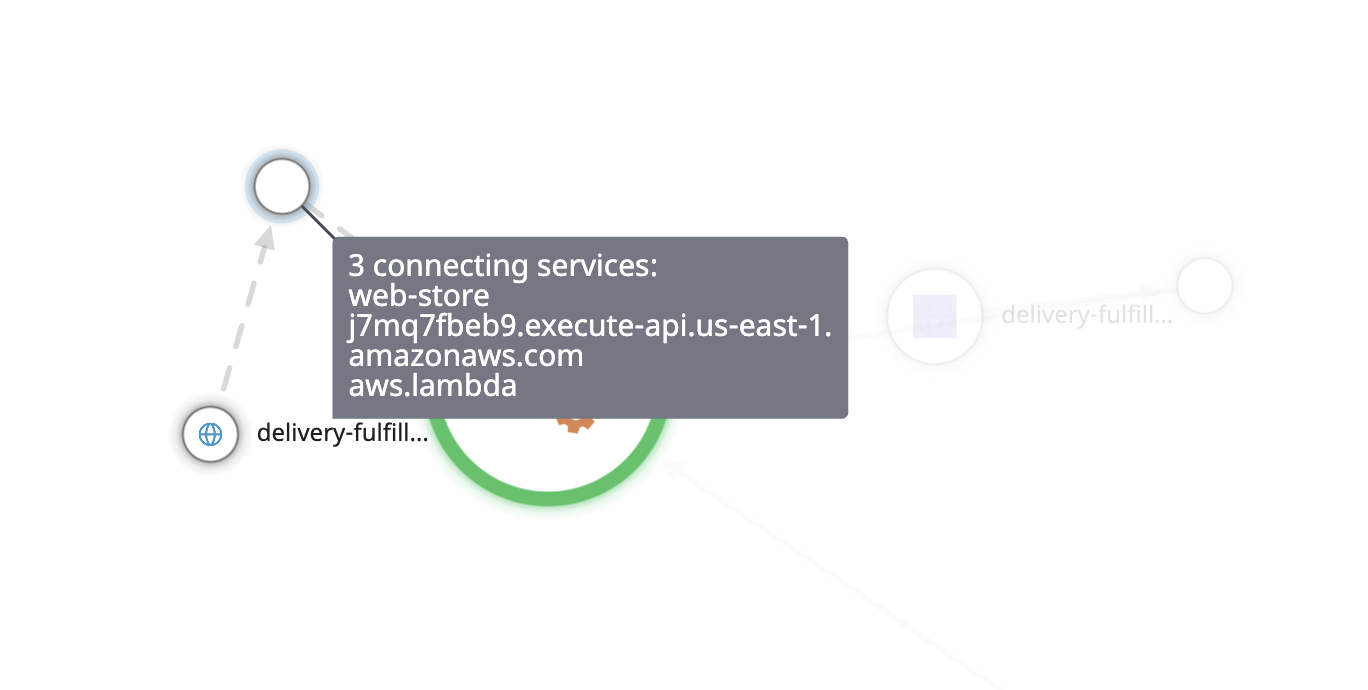 3 connecting services:
web-store
j7mq7fbeb9.execute-api.us-east-1.
amazonaws.com
aws.lambda
delivery-fulfill...
delivery-fulfill...